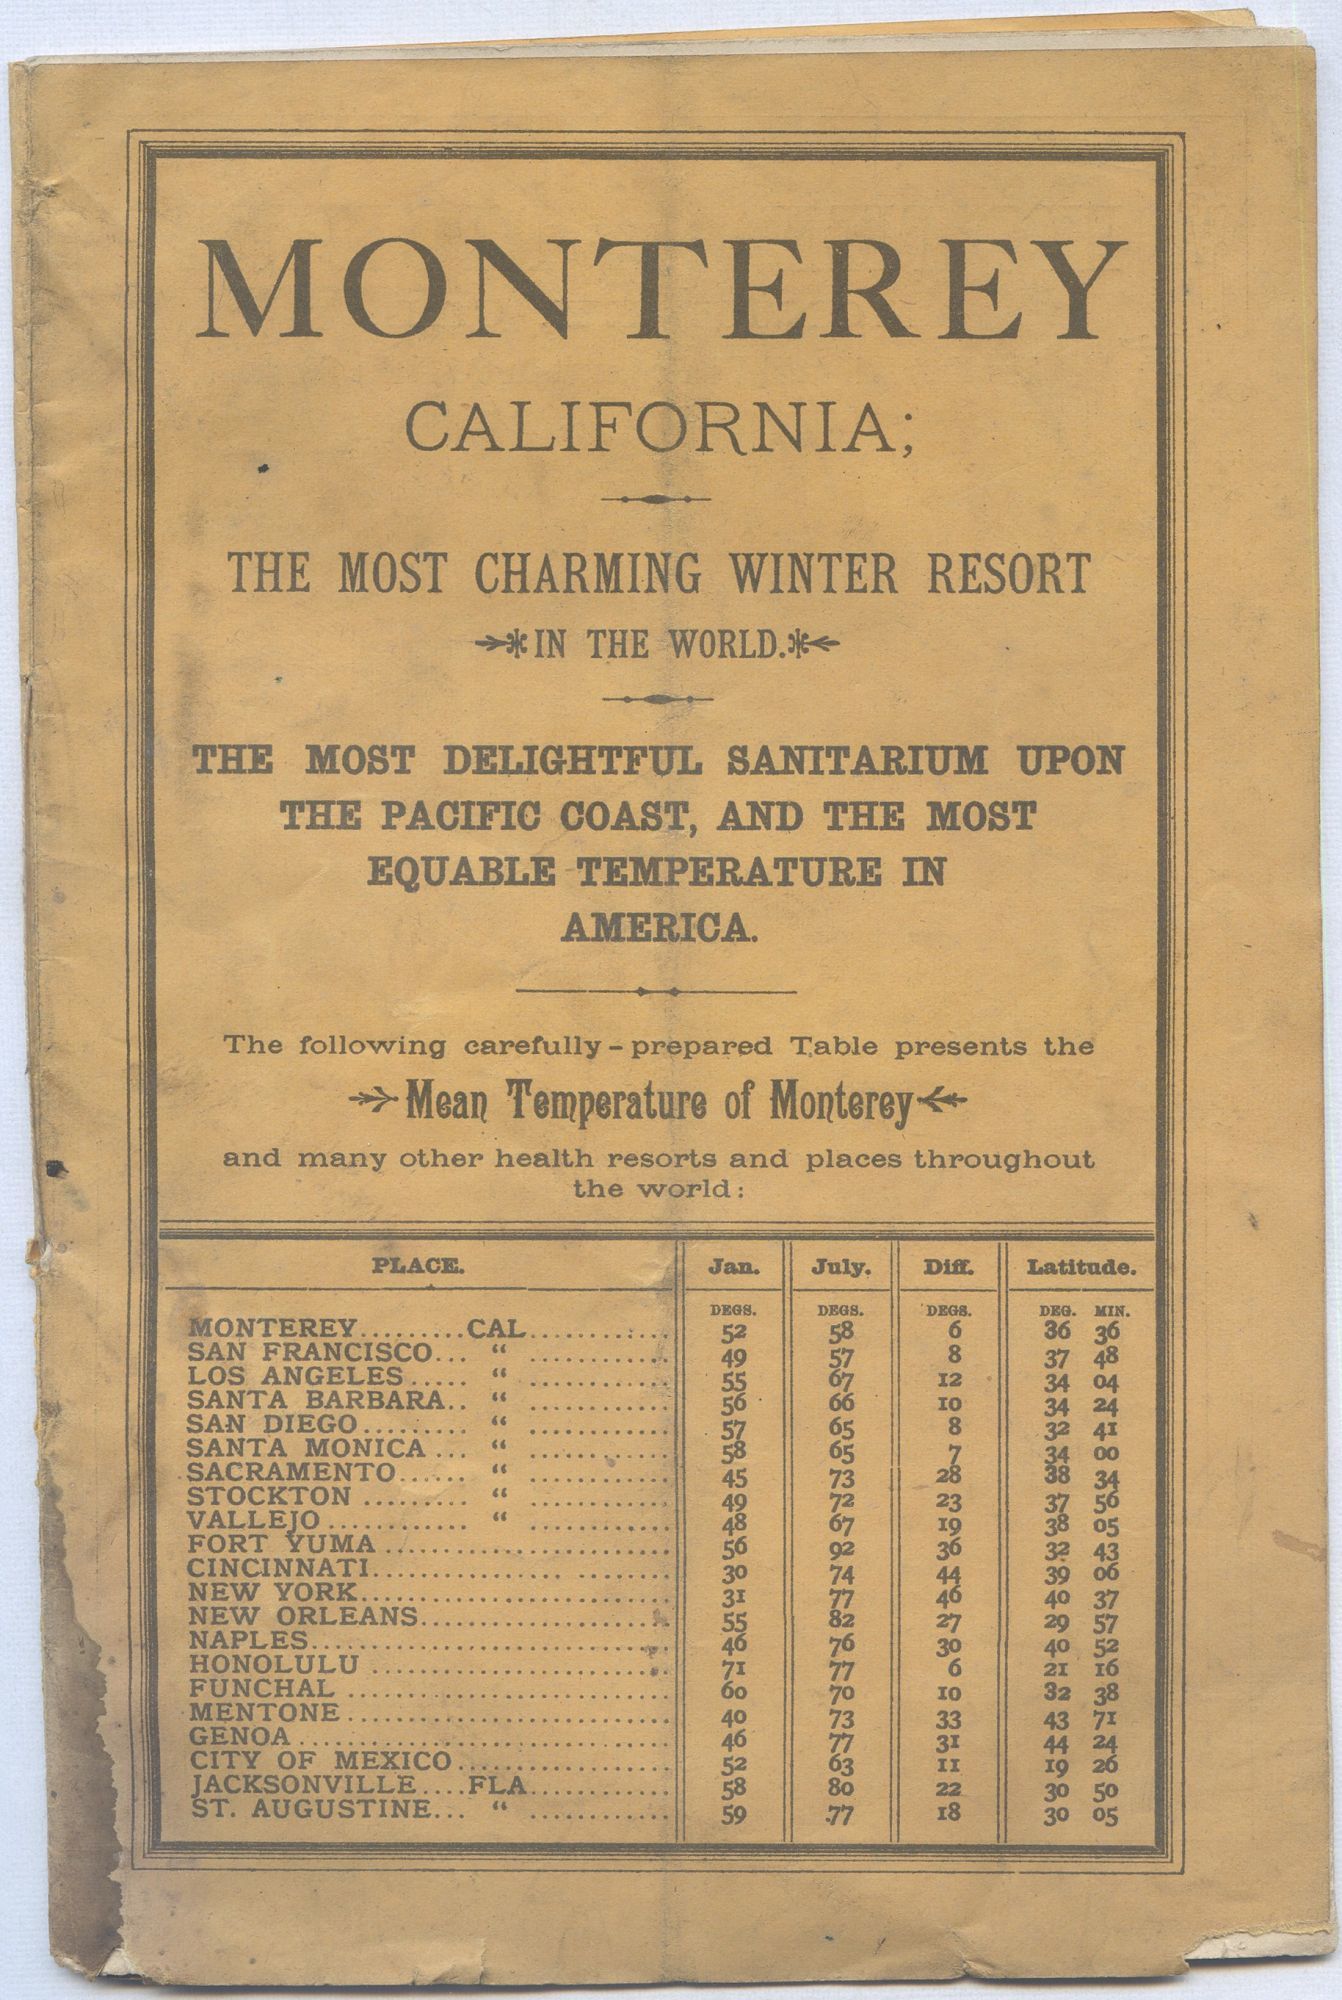 MONTEREY
CALIFORNIA;
THE MOST CHARMING WINTER RESORT
IN THE WORLD.
THE MOST DELIGHTFUL SANITARIUM UPON
THE PACIFIC COAST, AND THE MOST
EQUABLE TEMPERATURE IN
AMERICA.
The following carefully-prepared Table presents the
Mean Temperature of Monterey
and many other health resorts and places throughout
the world:
PLACE. Jan. July. Diff. Latitude.
DEGS. DEGS. DEGS. DEG. MIN.
MONTEREY.........CAL............ 52 58 6 36 36
SAN FRANCISCO... “ ............ 49 57 8 37 48
LOS ANGELES..... “ ............ 55 67 12 34 04
SANTA BARBARA.. “ ............ 56 66 10 34 24
SAN DIEGO......... “ ............ 57 65 8 32 41
SANTA MONICA... “ ............ 58 65 7 34 00
SACRAMENTO...... “ ............ 45 73 28 38 34
STOCKTON ......... “ ............ 49 72 23 37 56
VALLEJO............ “ ............ 48 67 19 38 05
FORT YUMA ........................ 56 92 36 32 43
CINCINNATI................ ........ 30 74 44 39 06
NEW YORK.......................... 31 77 46 40 37
NEW ORLEANS..................... 55 82 27 29 57
NAPLES.............................. 46 76 30 40 52
HONOLULU ......................... 71 77 6 21 16
FUNCHAL ........................... 60 70 10 32 38
MENTONE........................... 40 73 33 43 71
GENOA .............................. 46 77 31 44 24
CITY OF MEXICO.................. 52 63 11 19 26
JACKSONVILLE....FLA............ 58 80 22 30 50
ST. AUGUSTINE... “ ............ 59 77 18 30 05